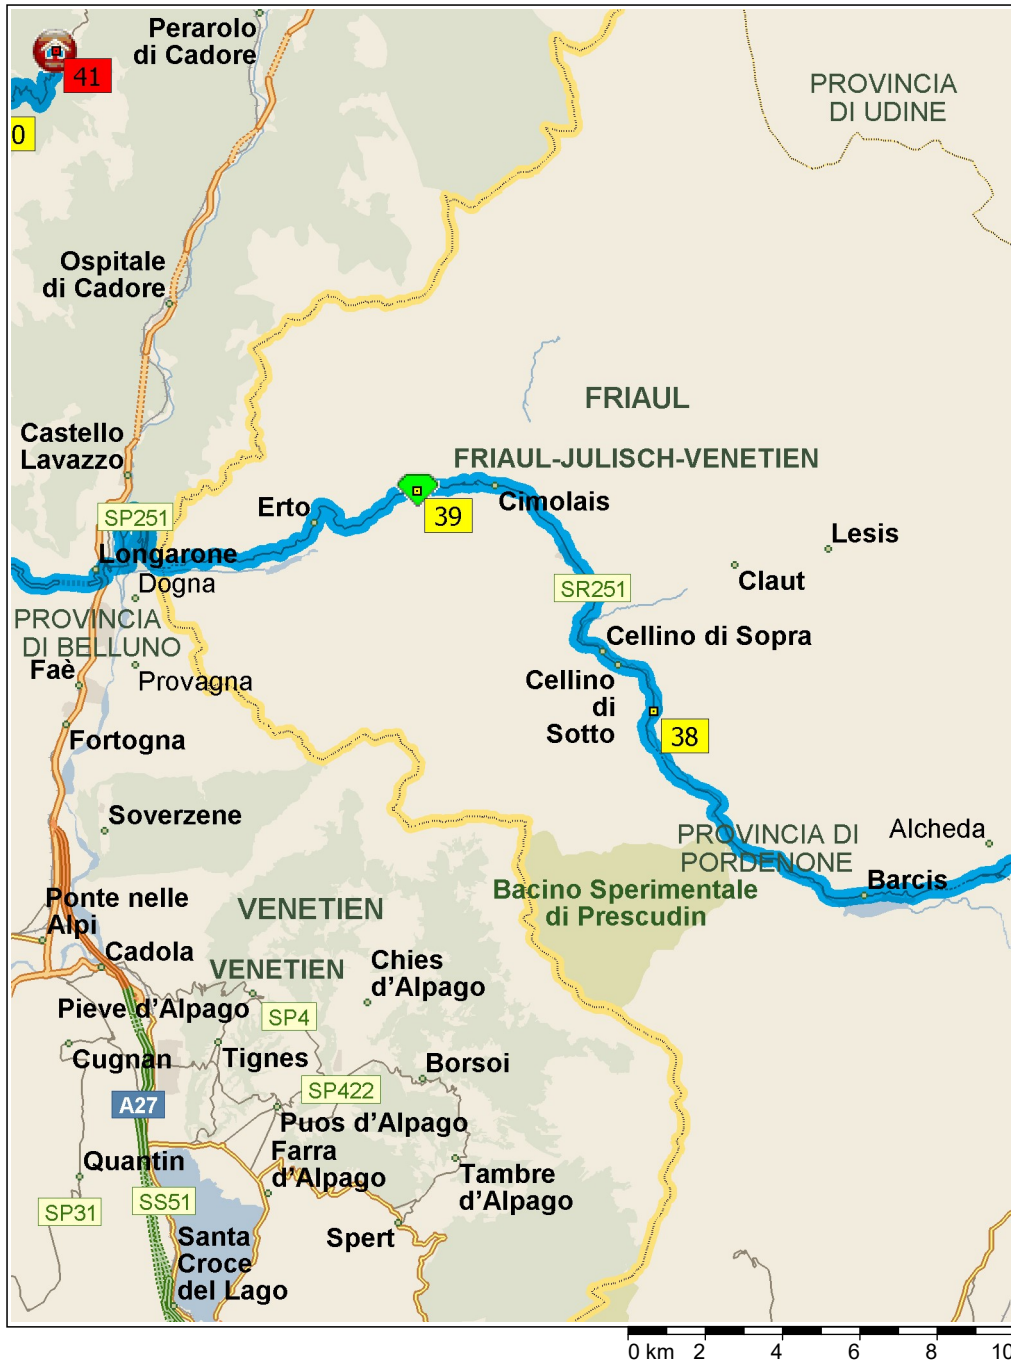 Perarolo
di Cadore
41
0
PROVINCIA
DI UDINE
Ospitale
di Cadore
FRIAUL
Castello
Lavazzo
FRIAUL-JULISCH-VENETIEN
SP251
Erto
39
Cimolais
Longarone
Dogna
Lesis
Claut
SR251
PROVINCIA
DI BELLUNO
Cellino di Sopra
Faè
Provagna
Cellino
di
Sotto
38
Fortogna
Soverzene
PROVINCIA DI
PORDENONE
Alcheda
Barcis
Bacino Sperimentale
di Prescudin
Ponte nelle
Alpi
VENETIEN
Cadola
VENETIEN
Chies
d'Alpago
Pieve d'Alpago
SP4
Cugnan
Tignes
Borsoi
A27
SP422
Puos d'Alpago
Quantin
Farra
d'Alpago
Tambre
d'Alpago
SP31
SS51
Santa
Croce
del Lago
Spert
0 km 2 4 6 8 10